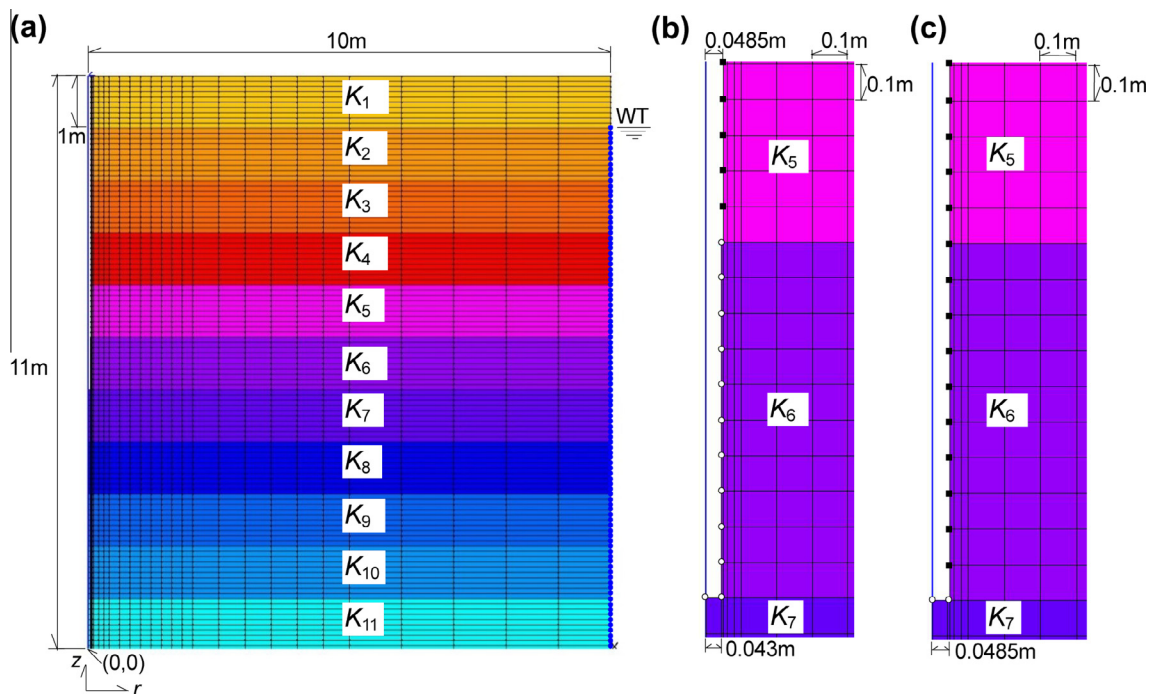 (a)
10m
1m
11m
WT
K₁
K₂
K₃
K₄
K₅
K₆
K₇
K₈
K₉
K₁₀
K₁₁
z
(0,0)
r
(b)
0.0485m
0.1m
0.1m
K₅
K₆
K₇
0.043m
(c)
0.1m
0.1m
K₅
K₆
K₇
0.0485m